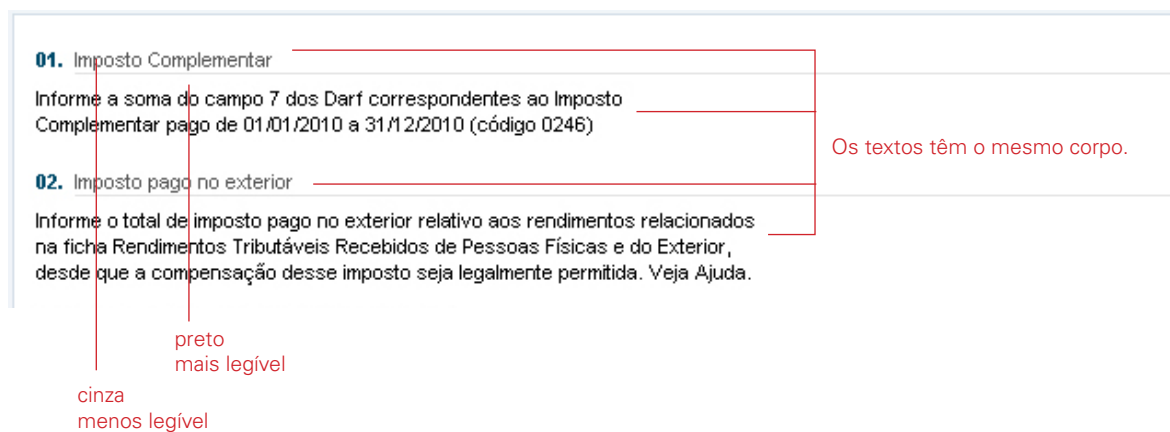 01. Imposto Complementar
Informe a soma do campo 7 dos Darf correspondentes ao Imposto
Complementar pago de 01/01/2010 a 31/12/2010 (código 0246)
Os textos têm o mesmo corpo.
02. Imposto pago no exterior
Informe o total de imposto pago no exterior relativo aos rendimentos relacionados
na ficha Rendimentos Tributáveis Recebidos de Pessoas Físicas e do Exterior,
desde que a compensação desse imposto seja legalmente permitida. Veja Ajuda.
preto
mais legível
cinza
menos legível